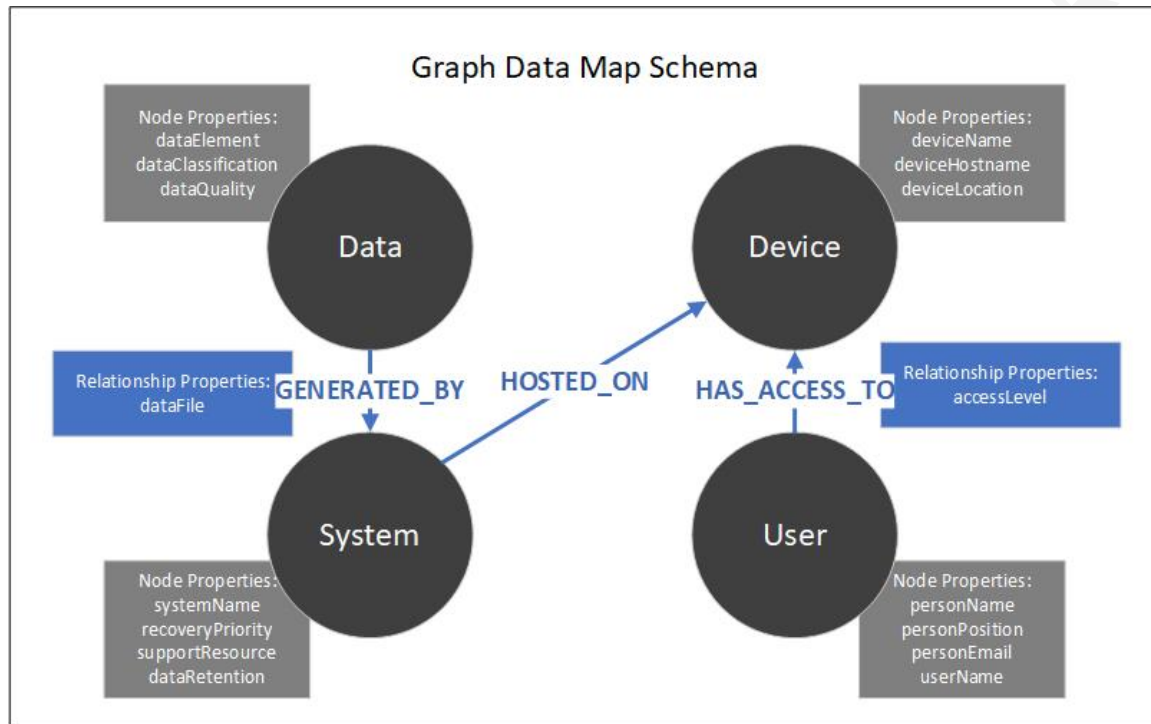 Graph Data Map Schema
Node Properties:
dataElement
dataClassification
dataQuality
Data
Node Properties:
deviceName
deviceHostname
deviceLocation
Device
Relationship Properties:
dataFile
GENERATED_BY
HOSTED_ON
HAS_ACCESS_TO
Relationship Properties:
accessLevel
System
Node Properties:
systemName
recoveryPriority
supportResource
dataRetention
User
Node Properties:
personName
personPosition
personEmail
userName